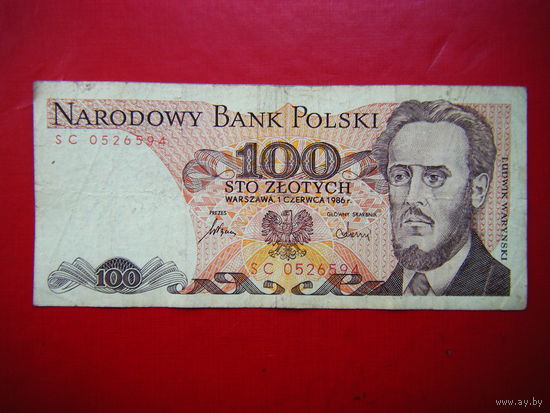 NARODOWY BANK POLSKI
SC 0526594
100
STO ZŁOTYCH
WARSZAWA, 1 CZERWCA 1986 r.
PREZES
GŁÓWNY SKARBNIK
SC 0526594
100
LUDWIK WARYŃSKI
www.ay.by